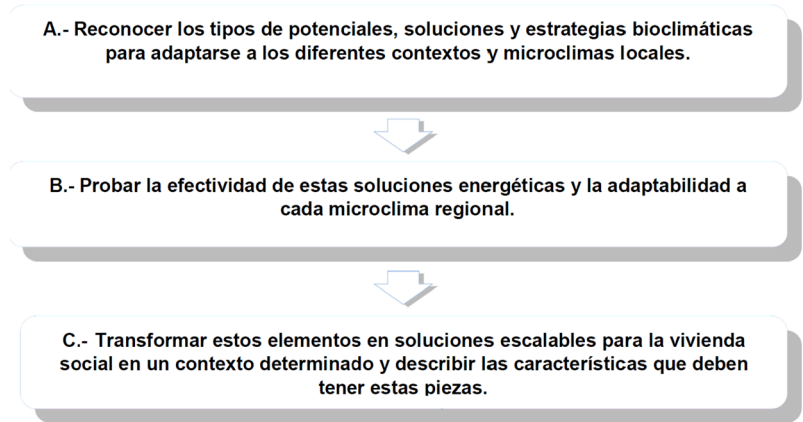 A.- Reconocer los tipos de potenciales, soluciones y estrategias bioclimáticas
para adaptarse a los diferentes contextos y microclimas locales.
B.- Probar la efectividad de estas soluciones energéticas y la adaptabilidad a
cada microclima regional.
C.- Transformar estos elementos en soluciones escalables para la vivienda
social en un contexto determinado y describir las características que deben
tener estas piezas.